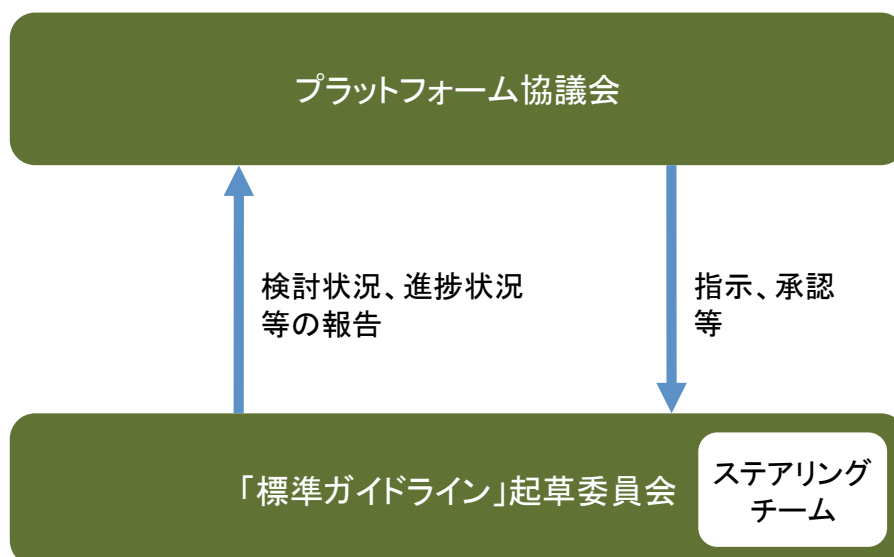 プラットフォーム協議会
検討状況、進捗状況
等の報告
指示、承認
等
「標準ガイドライン」起草委員会
ステアリング
チーム